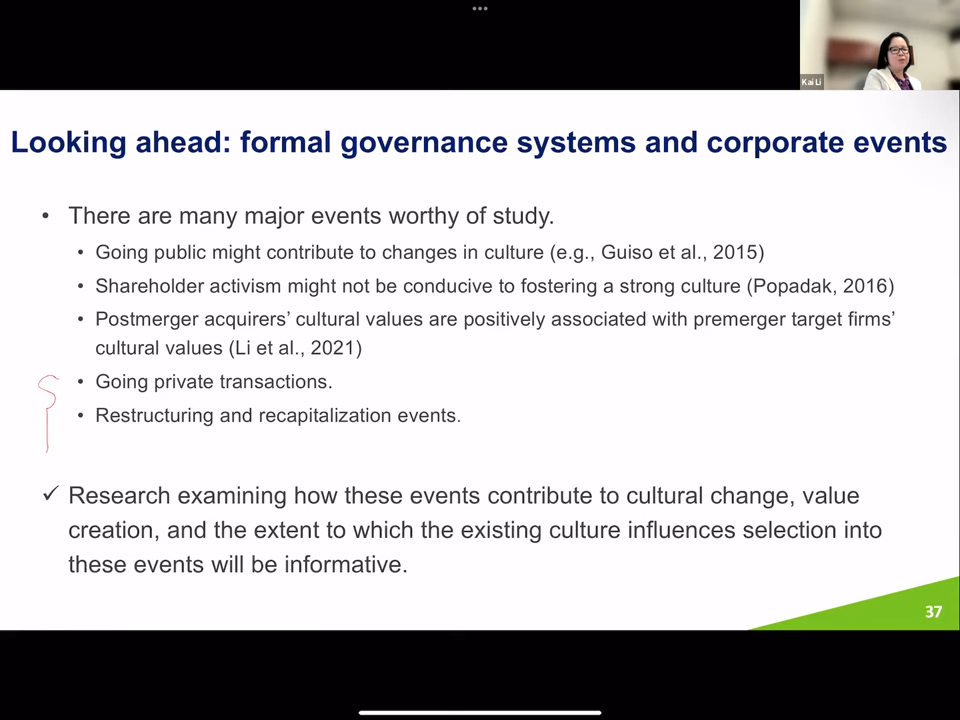 Kai Li
Looking ahead: formal governance systems and corporate events
• There are many major events worthy of study.
• Going public might contribute to changes in culture (e.g., Guiso et al., 2015)
• Shareholder activism might not be conducive to fostering a strong culture (Popadak, 2016)
• Postmerger acquirers’ cultural values are positively associated with premerger target firms’
cultural values (Li et al., 2021)
• Going private transactions.
• Restructuring and recapitalization events.
✓ Research examining how these events contribute to cultural change, value
creation, and the extent to which the existing culture influences selection into
these events will be informative.
37